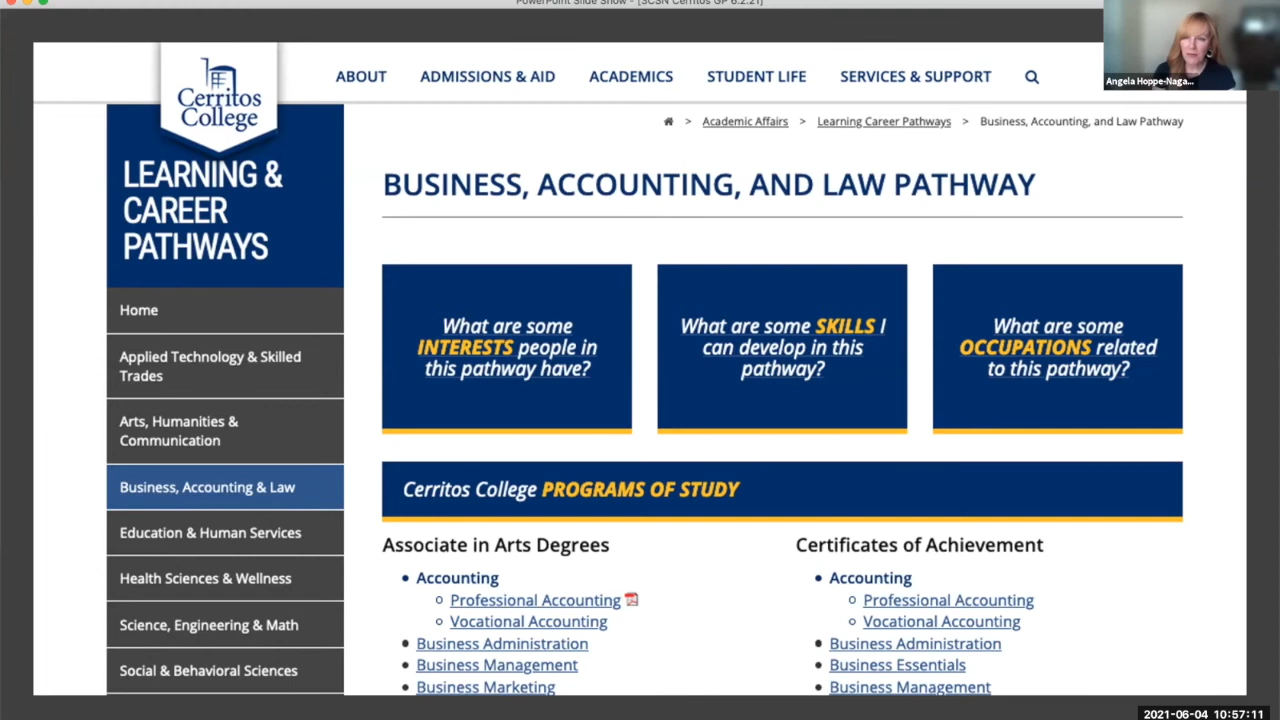 PowerPoint Slide Show - [SCSN Cerritos GP 6.2.21]
Angela Hoppe-Naga...
Cerritos
College
ABOUT
ADMISSIONS & AID
ACADEMICS
STUDENT LIFE
SERVICES & SUPPORT
> Academic Affairs > Learning Career Pathways > Business, Accounting, and Law Pathway
LEARNING &
CAREER
PATHWAYS
Home
Applied Technology & Skilled
Trades
Arts, Humanities &
Communication
Business, Accounting & Law
Education & Human Services
Health Sciences & Wellness
Science, Engineering & Math
Social & Behavioral Sciences
BUSINESS, ACCOUNTING, AND LAW PATHWAY
What are some
INTERESTS people in
this pathway have?
What are some SKILLS I
can develop in this
pathway?
What are some
OCCUPATIONS related
to this pathway?
Cerritos College PROGRAMS OF STUDY
Associate in Arts Degrees
Accounting
Professional Accounting
Vocational Accounting
Business Administration
Business Management
Business Marketing
Certificates of Achievement
Accounting
Professional Accounting
Vocational Accounting
Business Administration
Business Essentials
Business Management
2021-06-04 10:57:11